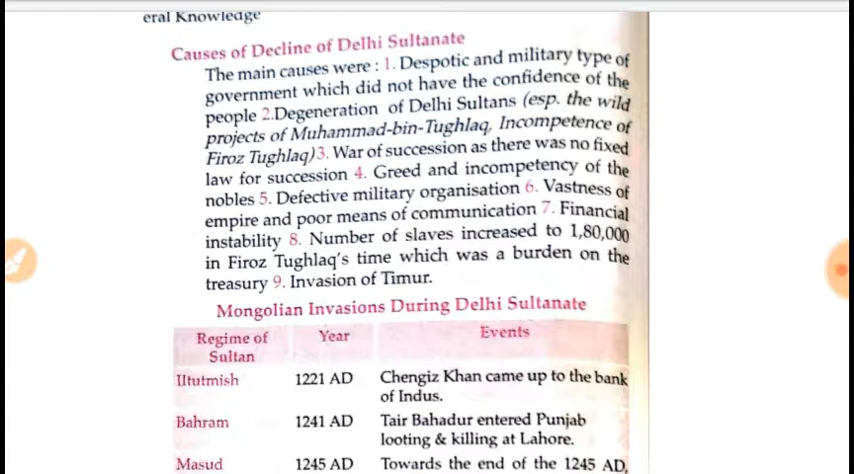 eral Knowledge
Causes of Decline of Delhi Sultanate
The main causes were : 1. Despotic and military type of
government which did not have the confidence of the
people 2.Degeneration of Delhi Sultans (esp. the wild
projects of Muhammad-bin-Tughlaq, Incompetence of
Firoz Tughlaq)3. War of succession as there was no fixed
law for succession 4. Greed and incompetency of the
nobles 5. Defective military organisation 6. Vastness of
empire and poor means of communication 7. Financial
instability 8. Number of slaves increased to 1,80,000
in Firoz Tughlaq's time which was a burden on the
treasury 9. Invasion of Timur.
Mongolian Invasions During Delhi Sultanate
Regime of Year Events
Sultan
Iltutmish 1221 AD Chengiz Khan came up to the bank
of Indus.
Bahram 1241 AD Tair Bahadur entered Punjab
looting & killing at Lahore.
Masud 1245 AD Towards the end of the 1245 AD,